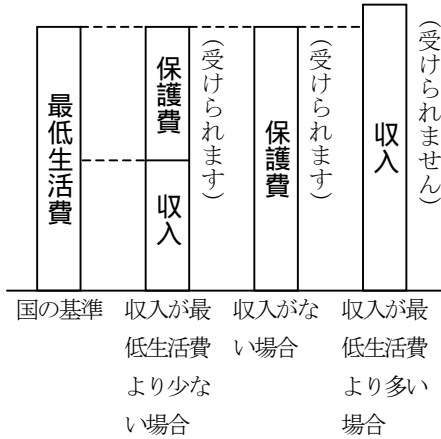 最低生活費
保護費
収入
(受けられます)
保護費
(受けられます)
収入
(受けられません)
国の基準
収入が最
低生活費
より少な
い場合
収入がな
い場合
収入が最
低生活費
より多い
場合